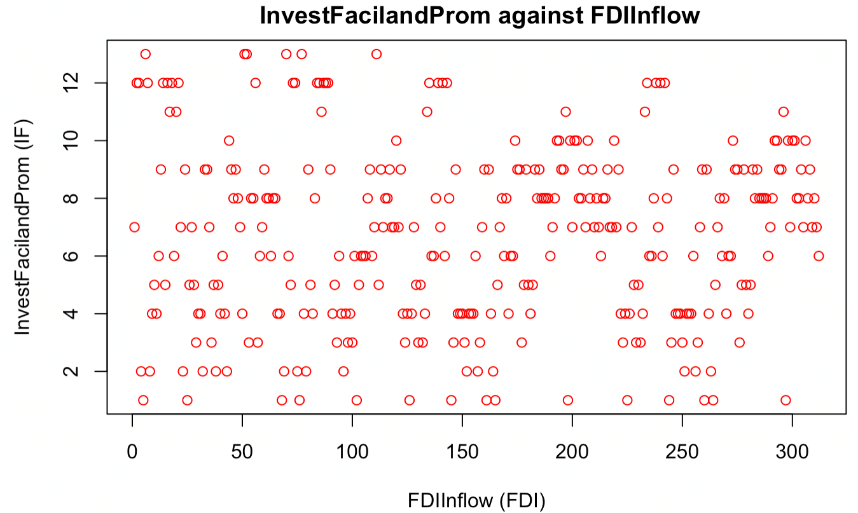 InvestFacilandProm against FDIInflow
InvestFacilandProm (IF)
12
10
8
6
4
2
0 50 100 150 200 250 300
FDIInflow (FDI)